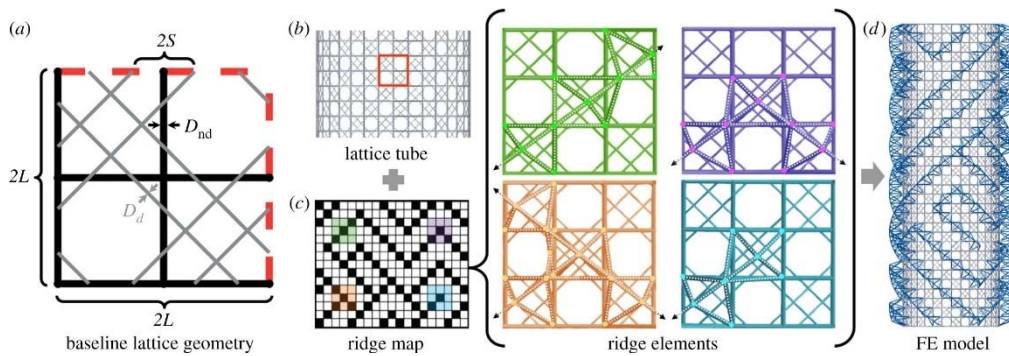 (a)
2S
D_nd
2L
D_d
2L
baseline lattice geometry
(b)
lattice tube
(c)
ridge map
ridge elements
(d)
FE model